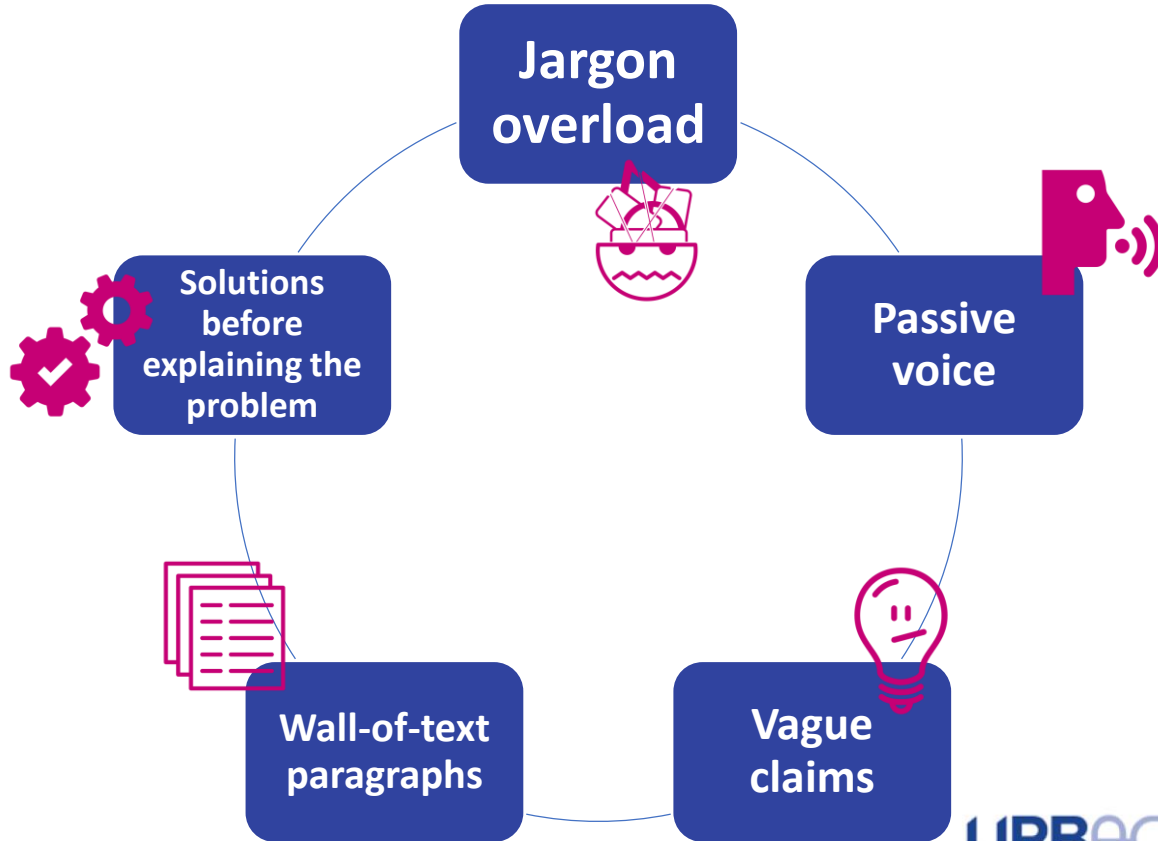 Jargon
overload
Passive
voice
Vague
claims
Wall-of-text
paragraphs
Solutions
before
explaining the
problem